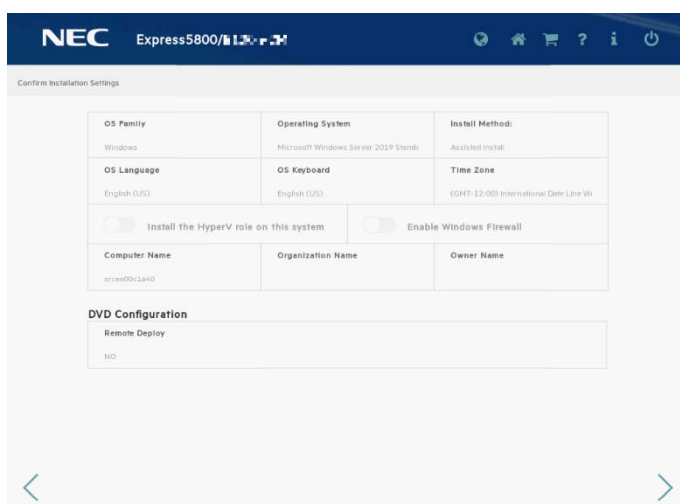 NEC Express5800/
?
i
Confirm Installation Settings
OS Family
Operating System
Install Method:
Windows
Microsoft Windows Server 2019 Stand
Assisted Install
OS Language
OS Keyboard
Time Zone
English (US)
English (US)
(GMT-12:00) International Date Line We
Install the HyperV role on this system
Enable Windows Firewall
Computer Name
Organization Name
Owner Name
DVD Configuration
Remote Deploy
NO